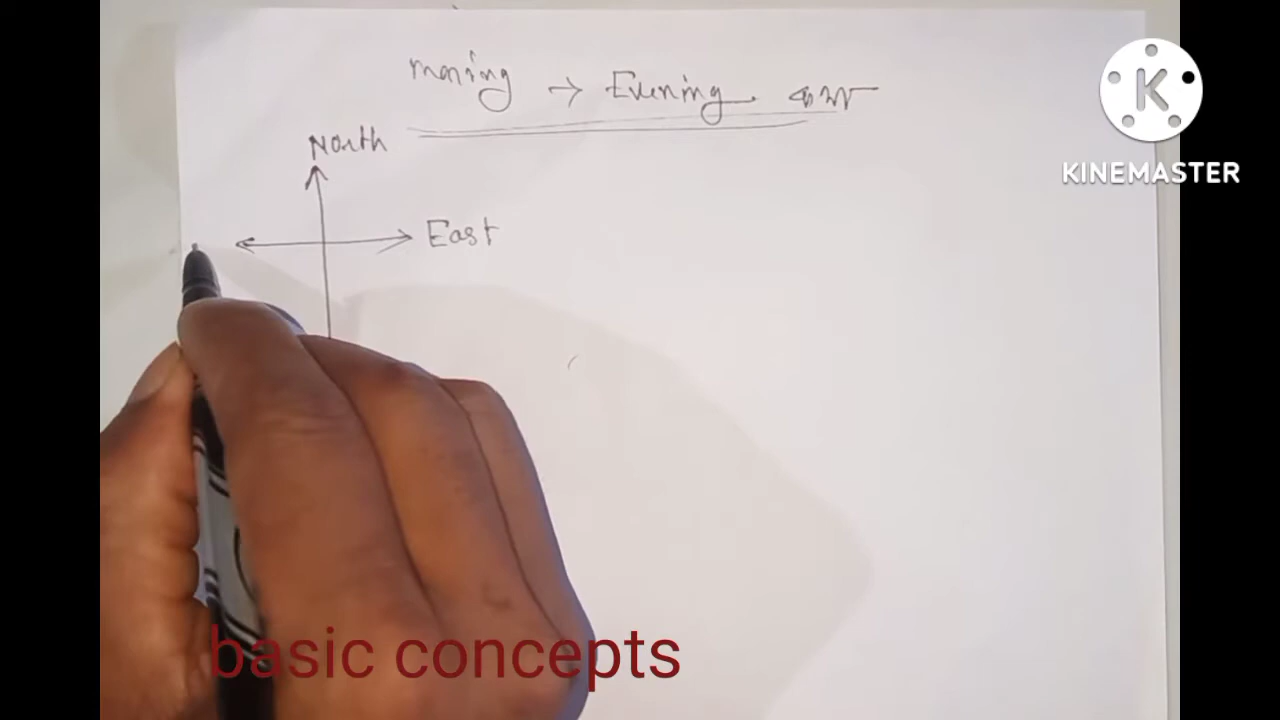 moning → Evening
North
East
K
KINEMASTER
basic concepts